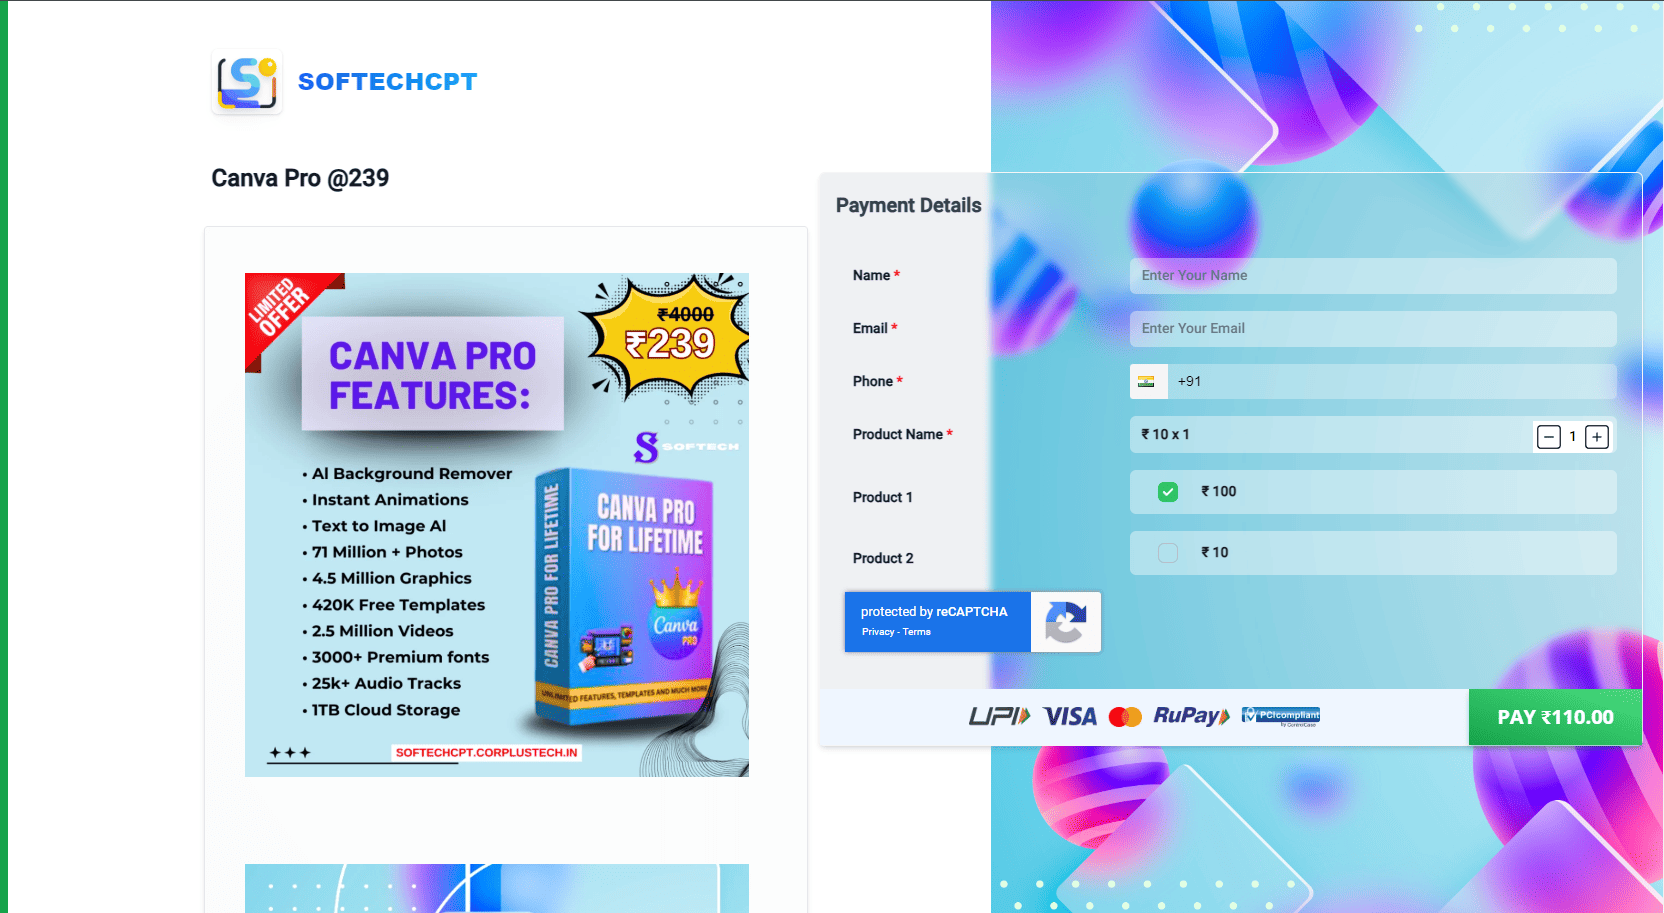 SOFTECHCPT
Canva Pro @239
LIMITED
OFFER
₹4000
₹239
CANVA PRO
FEATURES:
SOFTECH
• AI Background Remover
• Instant Animations
• Text to Image AI
• 71 Million + Photos
• 4.5 Million Graphics
• 420K Free Templates
• 2.5 Million Videos
• 3000+ Premium fonts
• 25k+ Audio Tracks
• 1TB Cloud Storage
CANVA PRO FOR LIFETIME
CANVA PRO
FOR LIFETIME
Canva
PRO
UNLIMITED FEATURES, TEMPLATES AND MUCH MORE
SOFTECHCPT.CORPLUSTECH.IN
Payment Details
Name *
Enter Your Name
Email *
Enter Your Email
Phone *
+91
Product Name *
₹ 10 x 1
1
Product 1
₹ 100
Product 2
₹ 10
protected by reCAPTCHA
Privacy - Terms
UPI VISA RuPay PCIcompliant
PAY ₹110.00